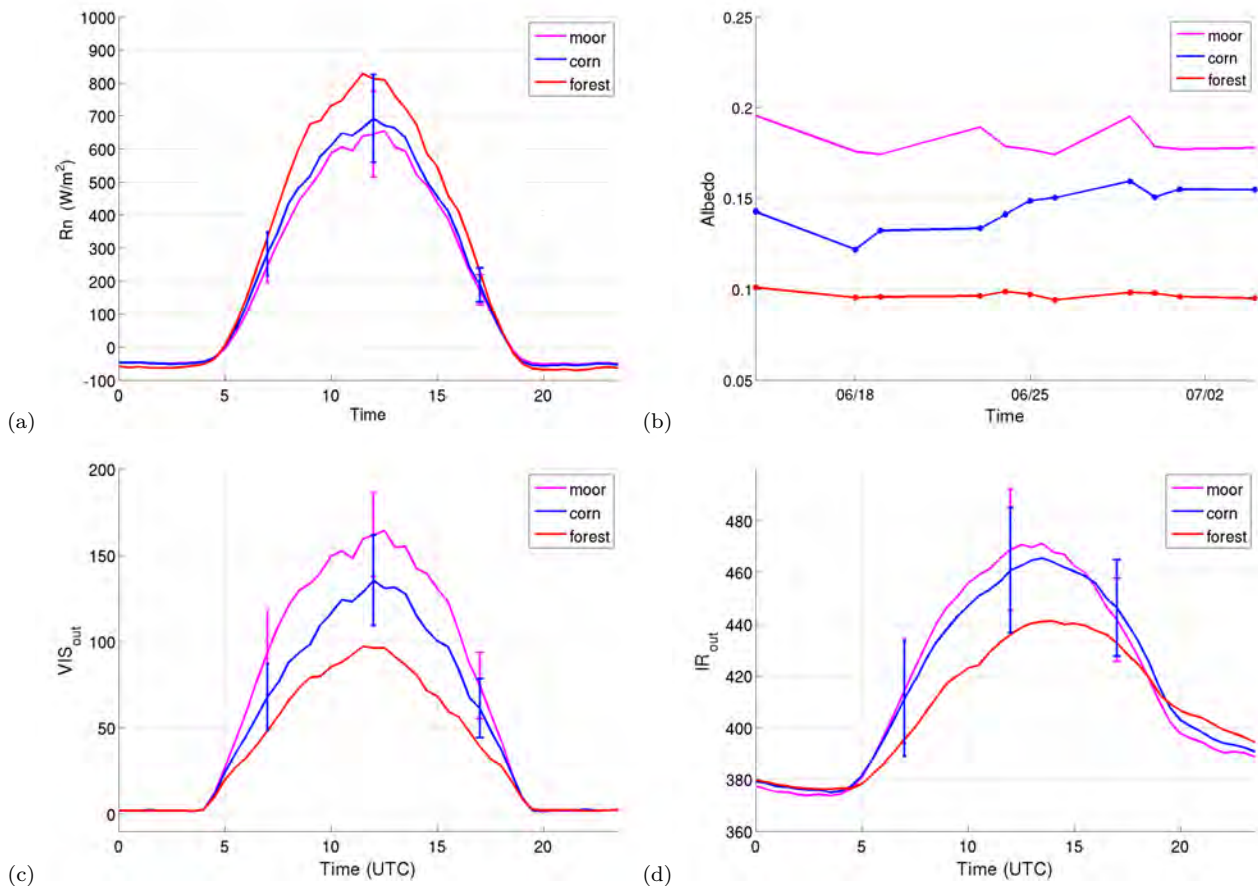 1000
900
800
700
600
500
400
300
200
100
0
-100
Rn (W/m²)
0 5 10 15 20
Time
moor
corn
forest
(a)
0.25
0.2
0.15
0.1
0.05
Albedo
06/18 06/25 07/02
Time
moor
corn
forest
(b)
200
150
100
50
0
VIS_out
0 5 10 15 20
Time (UTC)
moor
corn
forest
(c)
480
460
440
420
400
380
360
IR_out
0 5 10 15 20
Time (UTC)
moor
corn
forest
(d)